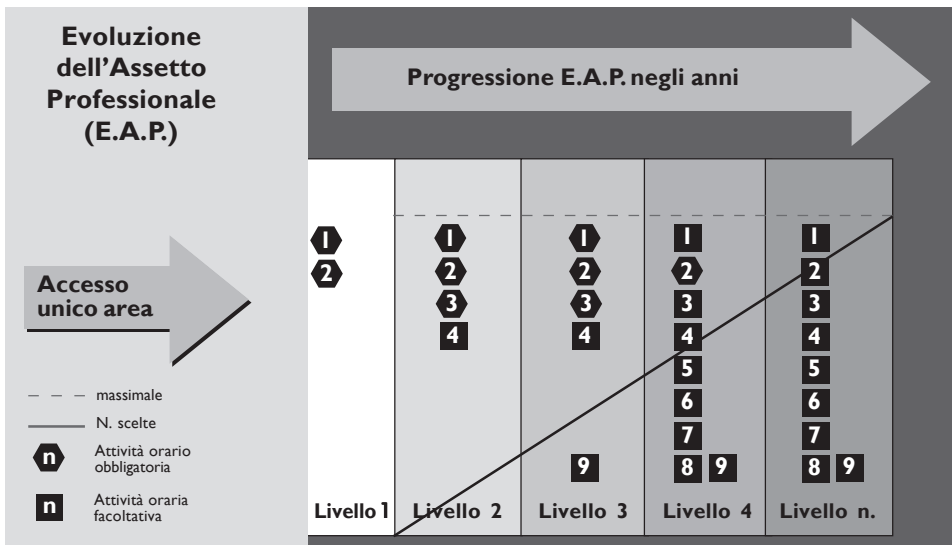 Evoluzione
dell'Assetto
Professionale
(E.A.P.)
Progressione E.A.P. negli anni
Accesso
unico area
massimale
N. scelte
n Attività orario
obbligatoria
n Attività oraria
facoltativa
1 1 1 1 1
2 2 2 2 2
3 3 3 3
4 4 4 4
5 5
6 6
7 7
9 8 9 8 9
Livello 1 Livello 2 Livello 3 Livello 4 Livello n.